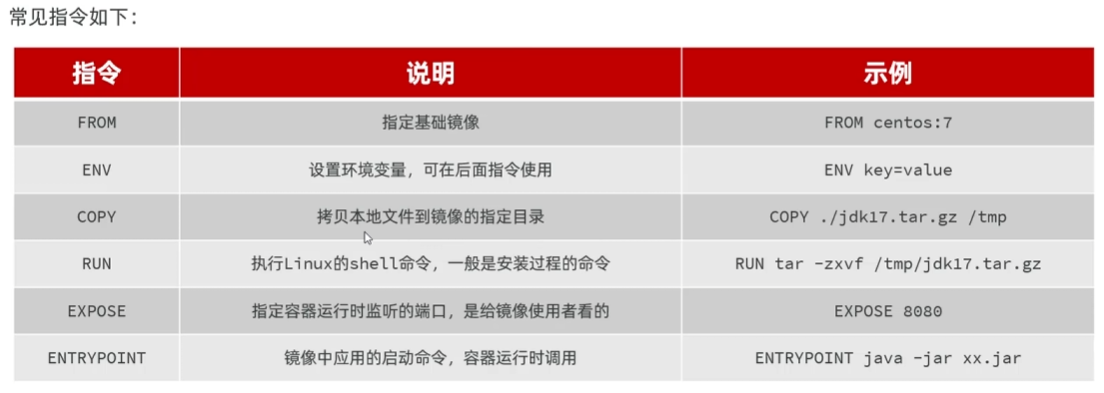 常见指令如下：
指令 说明 示例
FROM 指定基础镜像 FROM centos:7
ENV 设置环境变量，可在后面指令使用 ENV key=value
COPY 拷贝本地文件到镜像的指定目录 COPY ./jdk17.tar.gz /tmp
RUN 执行Linux的shell命令，一般是安装过程的命令 RUN tar -zxvf /tmp/jdk17.tar.gz
EXPOSE 指定容器运行时监听的端口，是给镜像使用者看的 EXPOSE 8080
ENTRYPOINT 镜像中应用的启动命令，容器运行时调用 ENTRYPOINT java -jar xx.jar